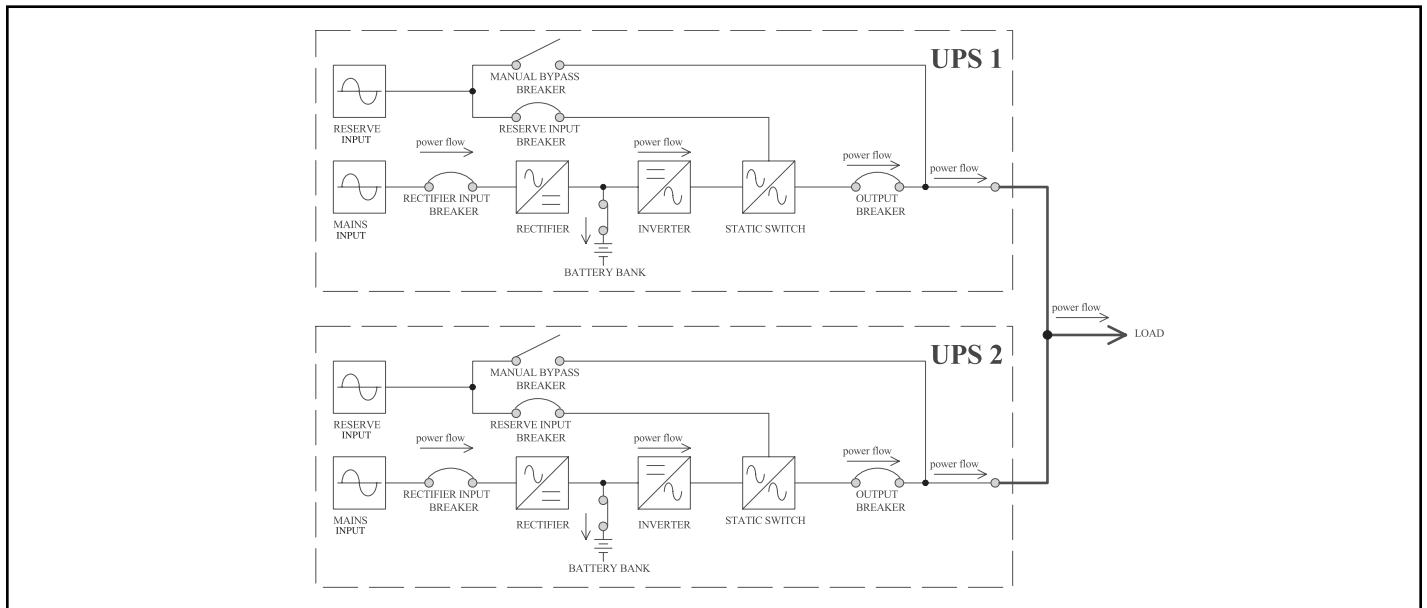 UPS 1
MANUAL BYPASS
BREAKER
RESERVE
INPUT
RESERVE INPUT
BREAKER
power flow
power flow
power flow
power flow
RECTIFIER INPUT
BREAKER
OUTPUT
BREAKER
MAINS
INPUT
RECTIFIER
INVERTER
STATIC SWITCH
BATTERY BANK
power flow
LOAD
UPS 2
MANUAL BYPASS
BREAKER
RESERVE
INPUT
RESERVE INPUT
BREAKER
power flow
power flow
power flow
power flow
RECTIFIER INPUT
BREAKER
OUTPUT
BREAKER
MAINS
INPUT
RECTIFIER
INVERTER
STATIC SWITCH
BATTERY BANK